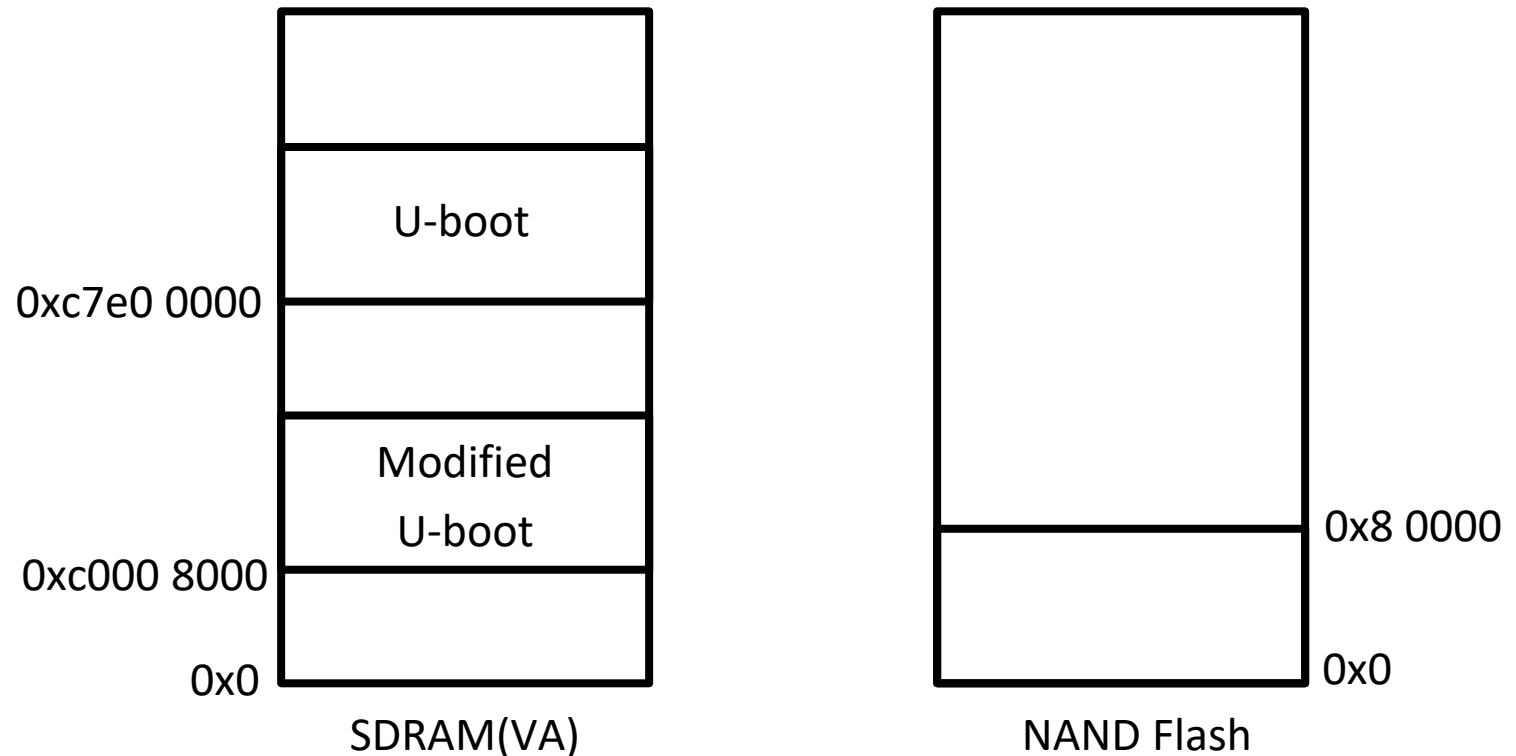 U-boot
0xc7e0 0000
Modified
U-boot
0xc000 8000
0x0
SDRAM(VA)
0x8 0000
0x0
NAND Flash